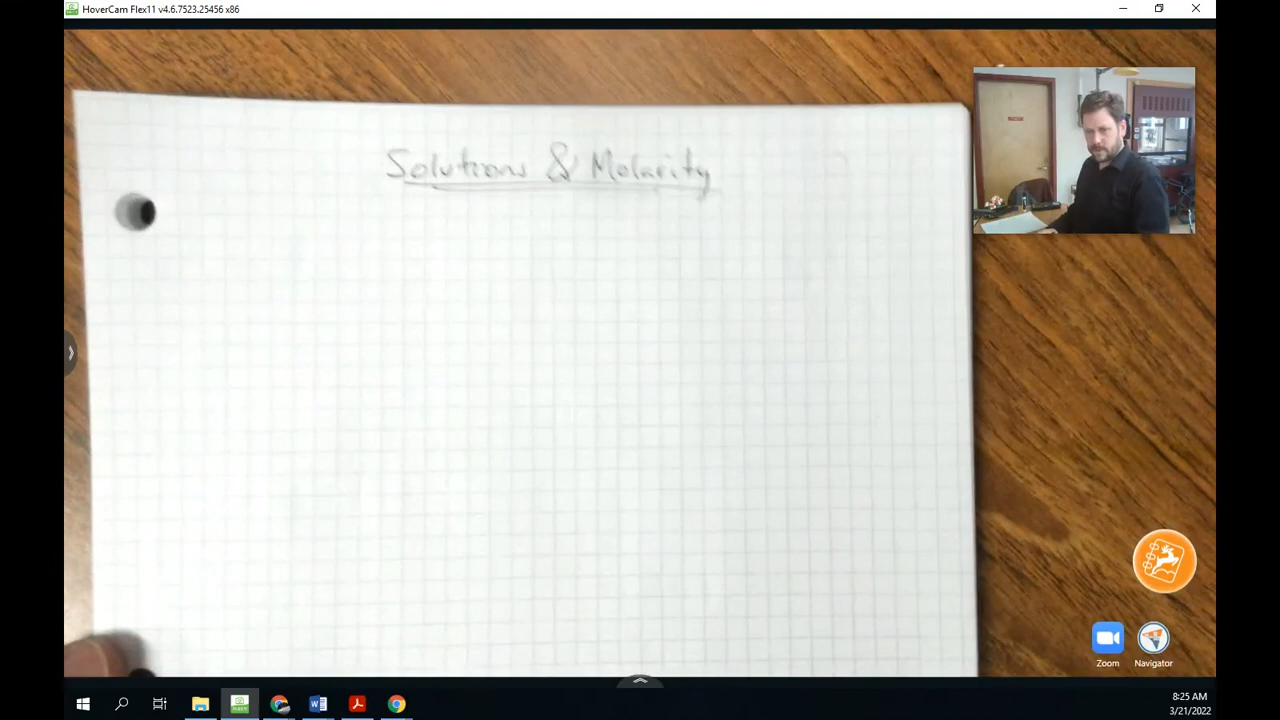 HoverCam Flex11 v4.6.7523.25456 x86
Solutions & Molarity
Zoom
Navigator
8:25 AM
3/21/2022